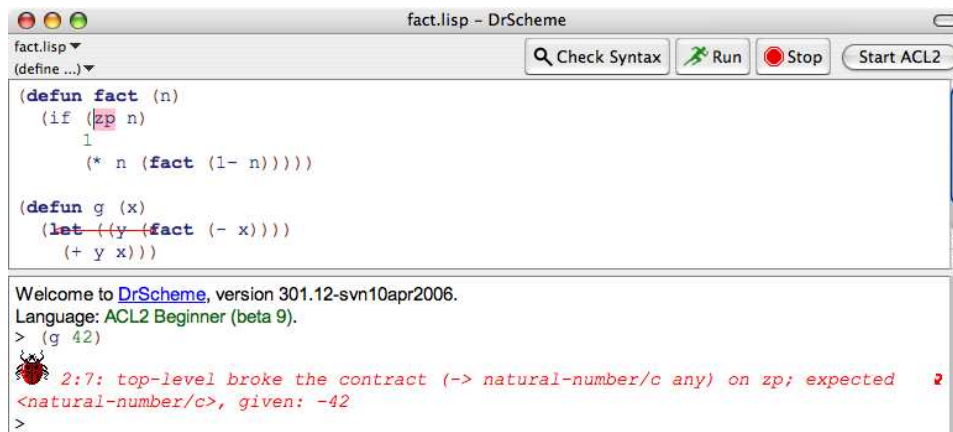 fact.lisp – DrScheme
fact.lisp
(define ...)
Check Syntax Run Stop Start ACL2
(defun fact (n)
(if (zp n)
1
(* n (fact (1- n)))))
(defun g (x)
(let ((y (fact (- x))))
(+ y x)))
Welcome to DrScheme, version 301.12-svn10apr2006.
Language: ACL2 Beginner (beta 9).
> (g 42)
2:7: top-level broke the contract (-> natural-number/c any) on zp; expected
<natural-number/c>, given: -42
>